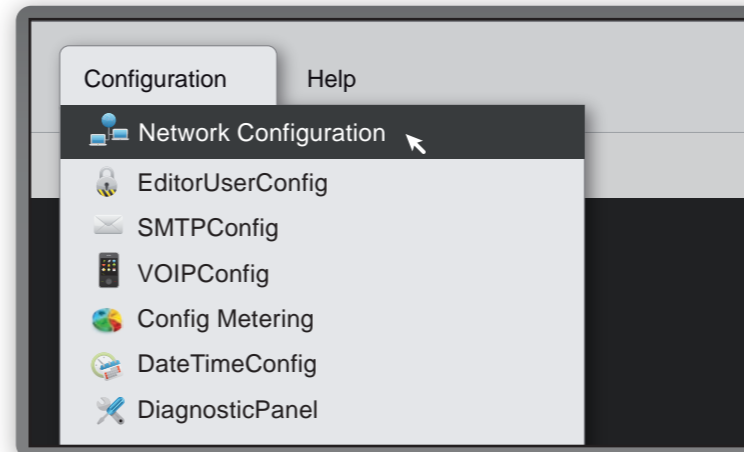 Configuration Help
Network Configuration
EditorUserConfig
SMTPConfig
VOIPConfig
Config Metering
DateTimeConfig
DiagnosticPanel